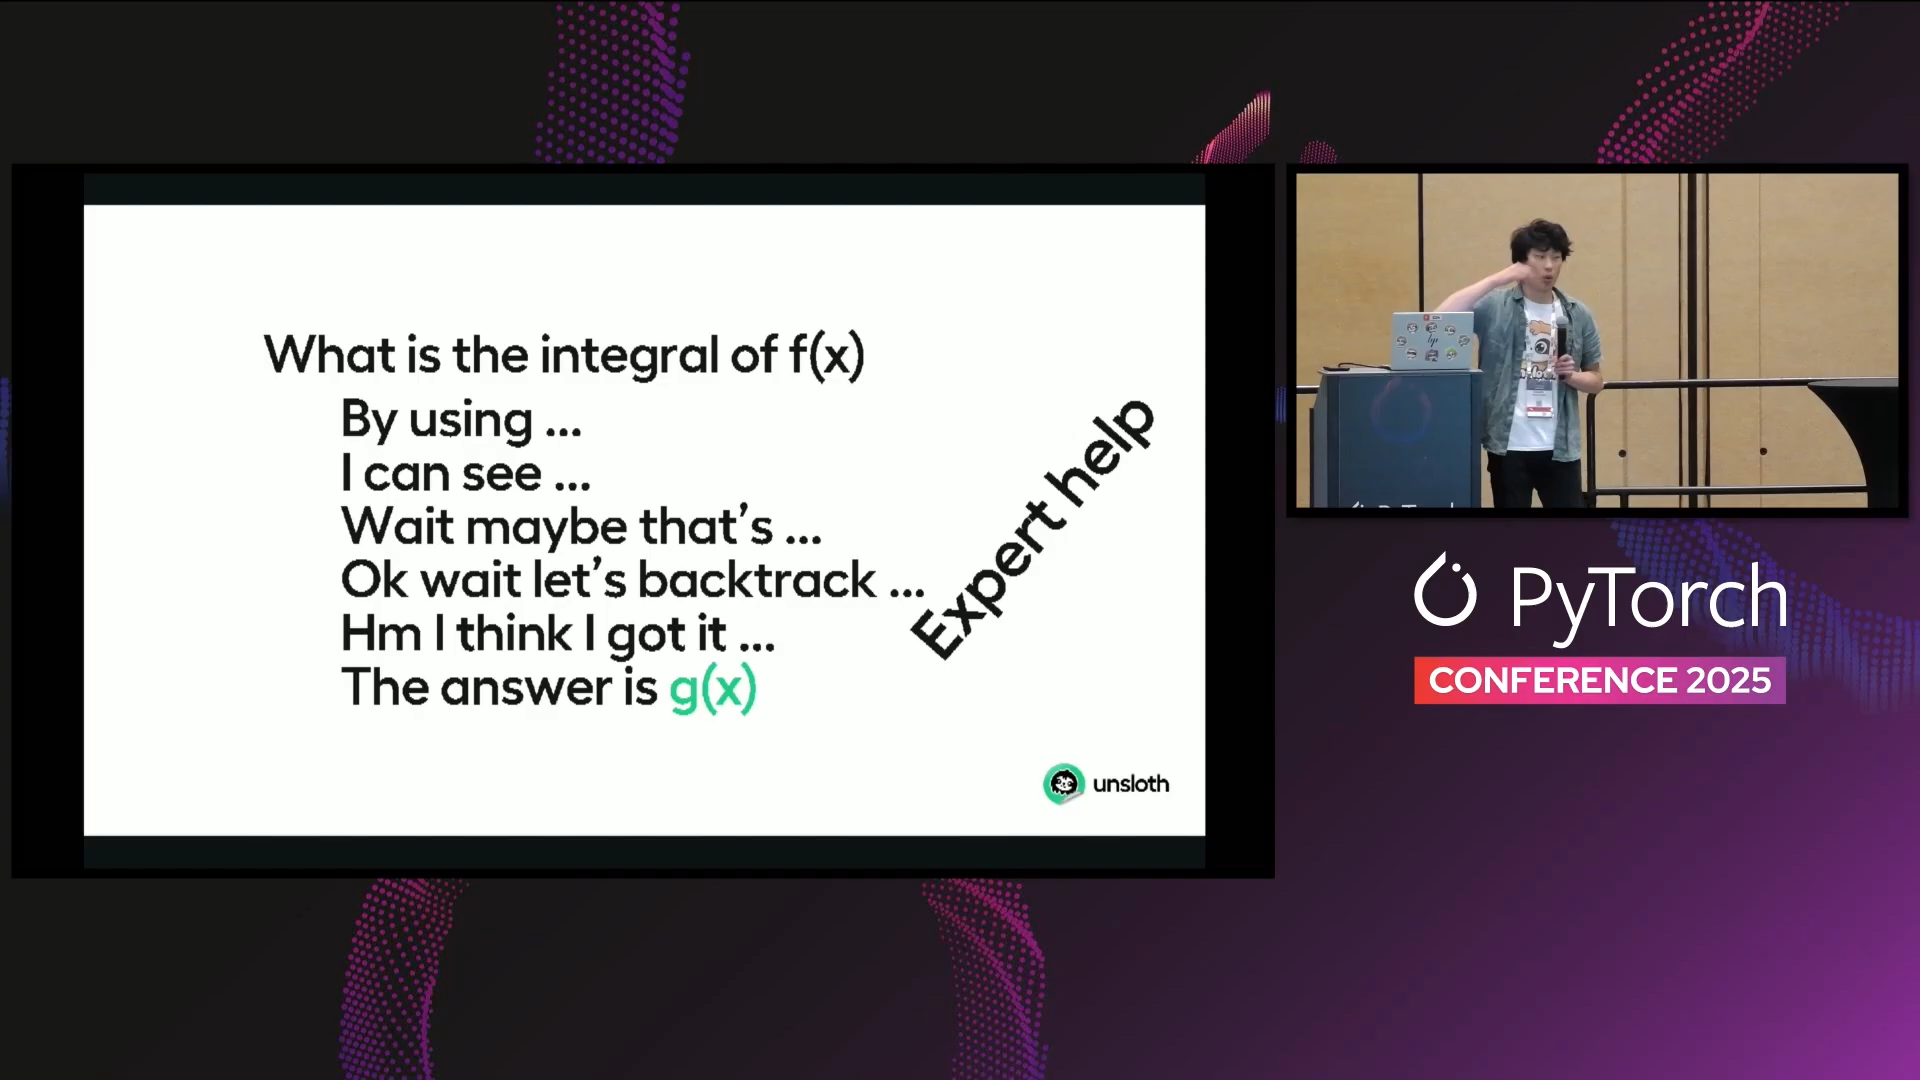 What is the integral of f(x)
By using ...
I can see ...
Wait maybe that's ...
Ok wait let's backtrack ...
Hm I think I got it ...
The answer is g(x)
Expert help
unsloth
hp
PyTorch
CONFERENCE 2025